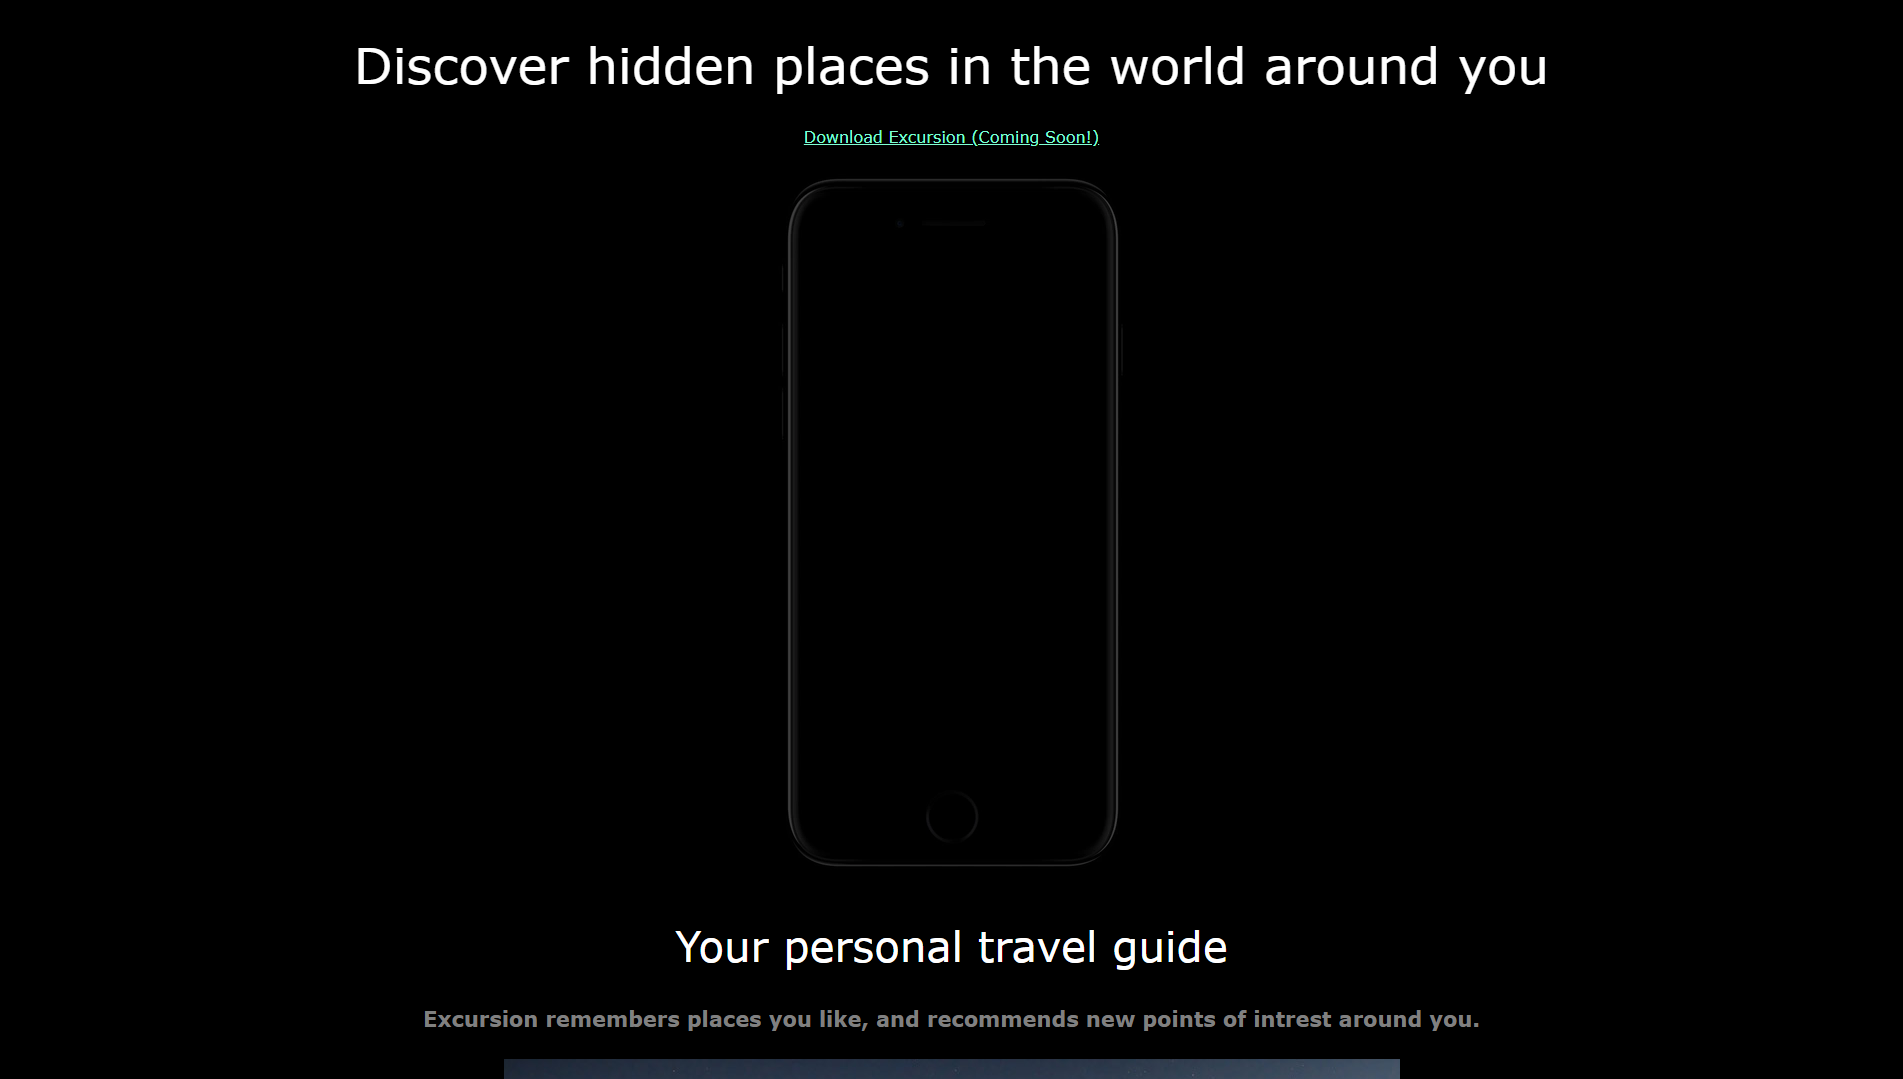 Discover hidden places in the world around you
Download Excursion (Coming Soon!)
Your personal travel guide
Excursion remembers places you like, and recommends new points of intrest around you.